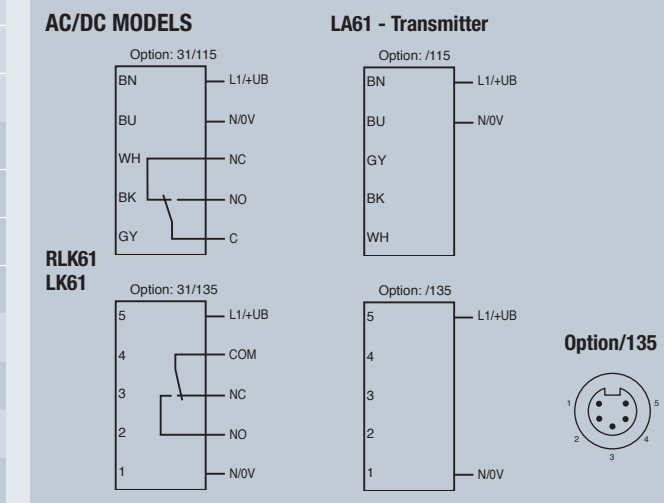 AC/DC MODELS
LA61 - Transmitter
Option: 31/115
BN L1/+UB
BU N/0V
WH NC
BK NO
GY C
Option: /115
BN L1/+UB
BU N/0V
GY
BK
WH
RLK61
LK61
Option: 31/135
5 L1/+UB
4 COM
3 NC
2 NO
1 N/0V
Option: /135
5 L1/+UB
4
3
2
1 N/0V
Option/135
1 5
2 4
3